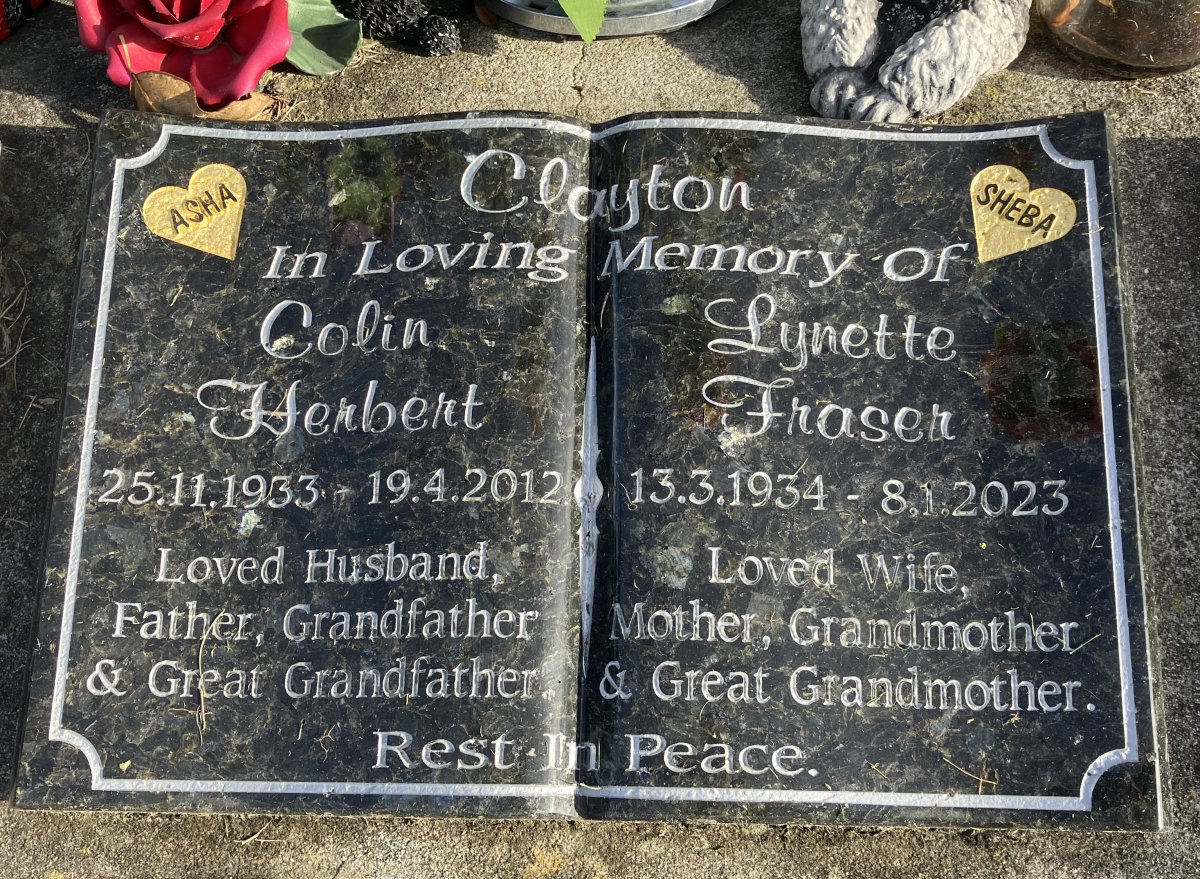 Clayton
ASHA
SHEBA
In Loving Memory Of
Colin
Herbert
25.11.1933 - 19.4.2012
Loved Husband,
Father, Grandfather
& Great Grandfather.
Lynette
Fraser
13.3.1934 - 8.1.2023
Loved Wife,
Mother, Grandmother
& Great Grandmother.
Rest In Peace.